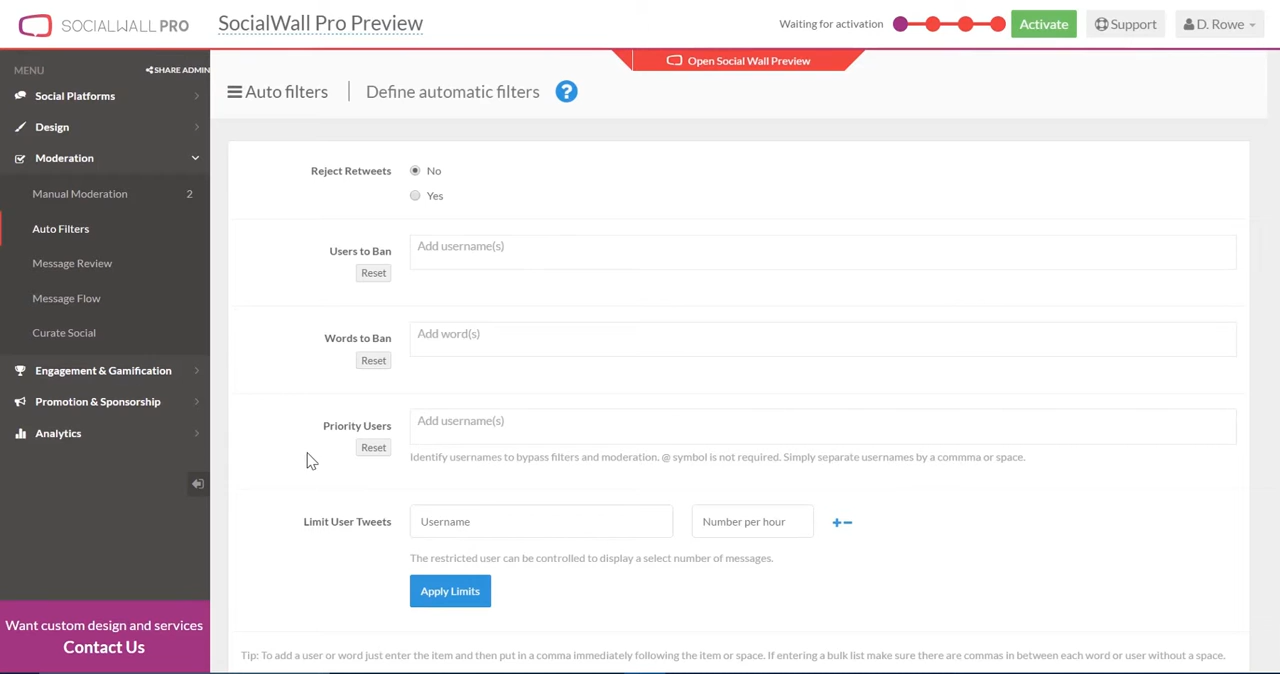 SOCIALWALL PRO
SocialWall Pro Preview
Waiting for activation
Activate
Support
D. Rowe
MENU
SHARE ADMIN
Open Social Wall Preview
Social Platforms
Design
Moderation
Manual Moderation 2
Auto Filters
Message Review
Message Flow
Curate Social
Engagement & Gamification
Promotion & Sponsorship
Analytics
Want custom design and services
Contact Us
Auto filters | Define automatic filters ?
Reject Retweets
No
Yes
Users to Ban
Reset
Add username(s)
Words to Ban
Reset
Add word(s)
Priority Users
Reset
Add username(s)
Identify usernames to bypass filters and moderation. @ symbol is not required. Simply separate usernames by a commma or space.
Limit User Tweets
Username
Number per hour
The restricted user can be controlled to display a select number of messages.
Apply Limits
Tip: To add a user or word just enter the item and then put in a comma immediately following the item or space. If entering a bulk list make sure there are commas in between each word or user without a space.